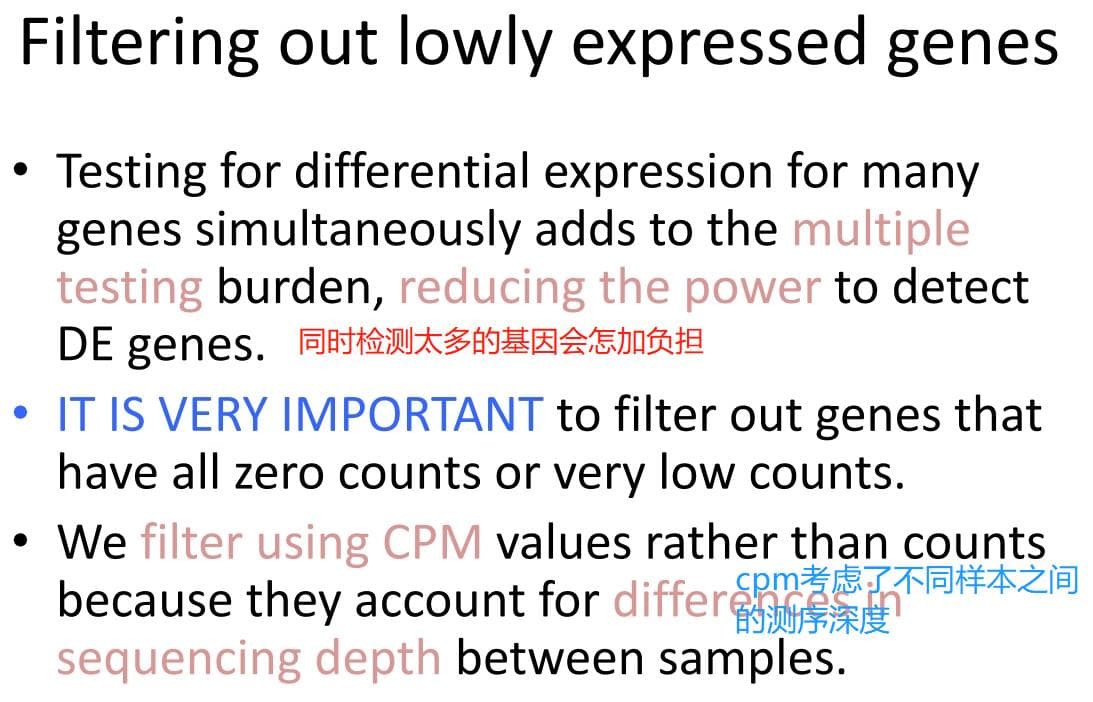 Filtering out lowly expressed genes
• Testing for differential expression for many
genes simultaneously adds to the multiple
testing burden, reducing the power to detect
DE genes. 同时检测太多的基因会怎加负担
• IT IS VERY IMPORTANT to filter out genes that
have all zero counts or very low counts.
• We filter using CPM values rather than counts
because they account for differences in
sequencing depth between samples.
cpm考虑了不同样本之间
的测序深度